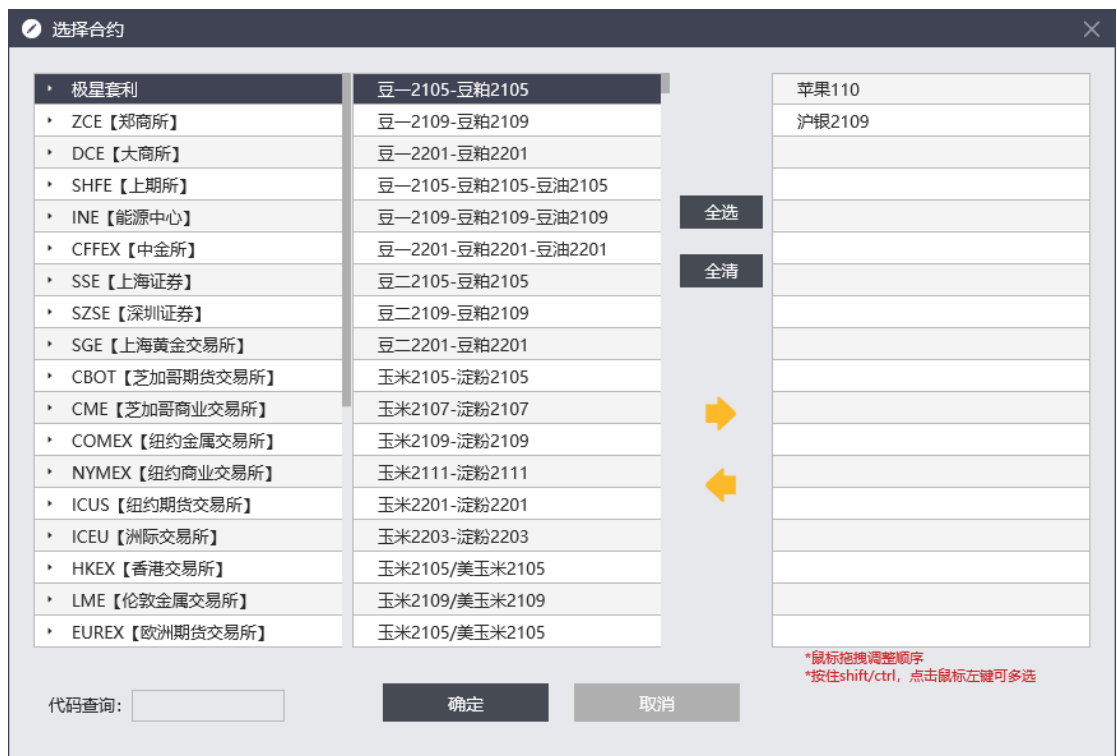 选择合约
极星套利
ZCE【郑商所】
DCE【大商所】
SHFE【上期所】
INE【能源中心】
CFFEX【中金所】
SSE【上海证券】
SZSE【深圳证券】
SGE【上海黄金交易所】
CBOT【芝加哥期货交易所】
CME【芝加哥商业交易所】
COMEX【纽约金属交易所】
NYMEX【纽约商业交易所】
ICUS【纽约期货交易所】
ICEU【洲际交易所】
HKEX【香港交易所】
LME【伦敦金属交易所】
EUREX【欧洲期货交易所】
豆一2105-豆粕2105
豆一2109-豆粕2109
豆一2201-豆粕2201
豆一2105-豆粕2105-豆油2105
豆一2109-豆粕2109-豆油2109
豆一2201-豆粕2201-豆油2201
豆二2105-豆粕2105
豆二2109-豆粕2109
豆二2201-豆粕2201
玉米2105-淀粉2105
玉米2107-淀粉2107
玉米2109-淀粉2109
玉米2111-淀粉2111
玉米2201-淀粉2201
玉米2203-淀粉2203
玉米2105/美玉米2105
玉米2109/美玉米2109
玉米2105/美玉米2105
全选
全清
苹果110
沪银2109
*鼠标拖拽调整顺序
*按住shift/ctrl，点击鼠标左键可多选
代码查询:
确定
取消